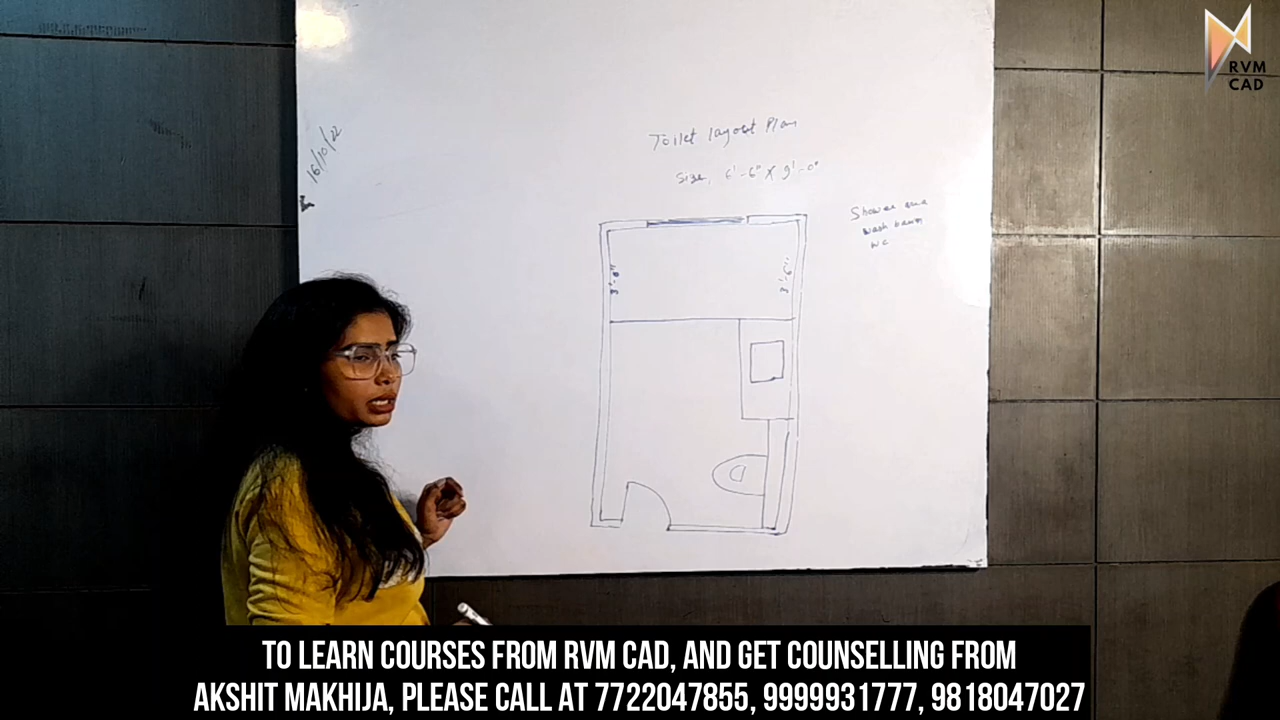 RVM
CAD
16/10/22
Toilet layout Plan
Size, 6'-6" X 9'-0"
Shower area
wash basin
WC
3'-0"
3'-6"
TO LEARN COURSES FROM RVM CAD, AND GET COUNSELLING FROM
AKSHIT MAKHIJA, PLEASE CALL AT 7722047855, 9999931777, 9818047027